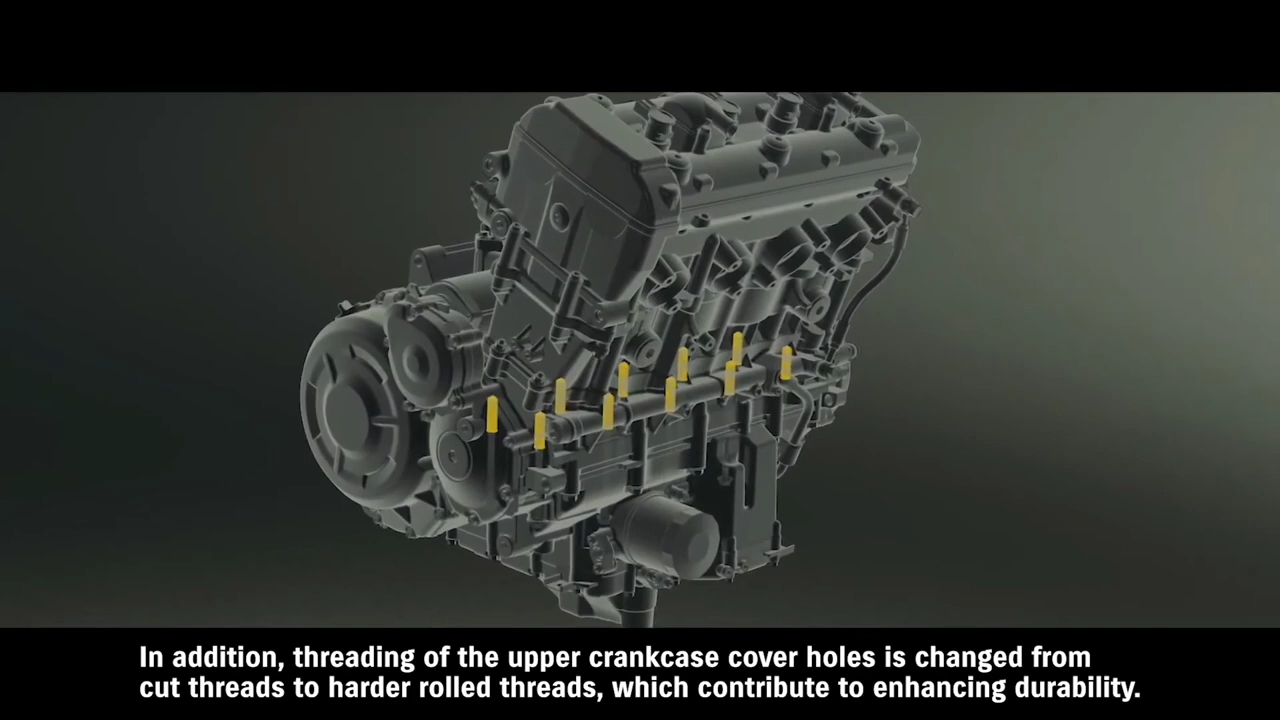 In addition, threading of the upper crankcase cover holes is changed from
cut threads to harder rolled threads, which contribute to enhancing durability.